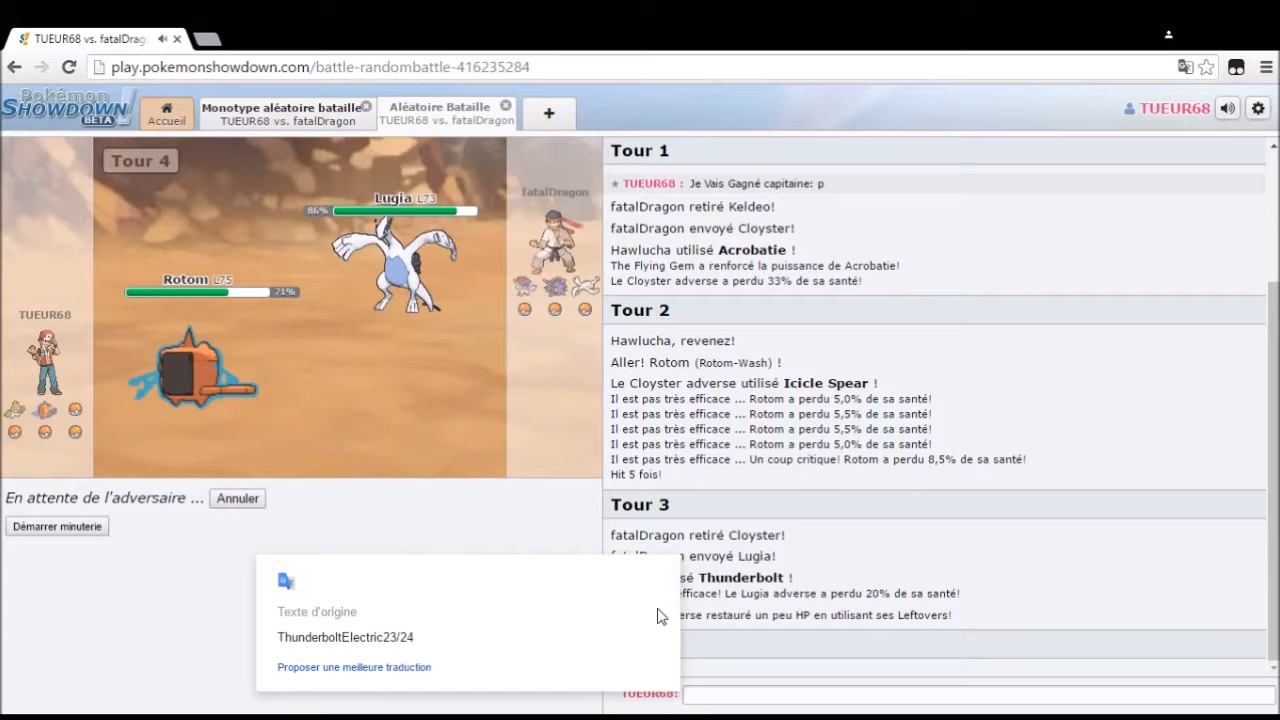 TUEUR68 vs. fatalDrag
play.pokemonshowdown.com/battle-randombattle-416235284
Pokémon
SHOWDOWN
BETA
Accueil
Monotype aléatoire bataille
TUEUR68 vs. fatalDragon
Aléatoire Bataille
TUEUR68 vs. fatalDragon
TUEUR68
Tour 4
Lugia L73
86%
Rotom L75
71%
TUEUR68
fatalDragon
En attente de l'adversaire ... Annuler
Démarrer minuterie
Texte d'origine
ThunderboltElectric23/24
Proposer une meilleure traduction
Tour 1
TUEUR68 : Je Vais Gagné capitaine: p
fatalDragon retiré Keldeo!
fatalDragon envoyé Cloyster!
Hawlucha utilisé Acrobatie !
The Flying Gem a renforcé la puissance de Acrobatie!
Le Cloyster adverse a perdu 33% de sa santé!
Tour 2
Hawlucha, revenez!
Aller! Rotom (Rotom-Wash) !
Le Cloyster adverse utilisé Icicle Spear !
Il est pas très efficace ... Rotom a perdu 5,0% de sa santé!
Il est pas très efficace ... Rotom a perdu 5,5% de sa santé!
Il est pas très efficace ... Rotom a perdu 5,5% de sa santé!
Il est pas très efficace ... Rotom a perdu 5,0% de sa santé!
Il est pas très efficace ... Un coup critique! Rotom a perdu 8,5% de sa santé!
Hit 5 fois!
Tour 3
fatalDragon retiré Cloyster!
envoyé Lugia!
sé Thunderbolt !
efficace! Le Lugia adverse a perdu 20% de sa santé!
erse restauré un peu HP en utilisant ses Leftovers!
TUEUR68: